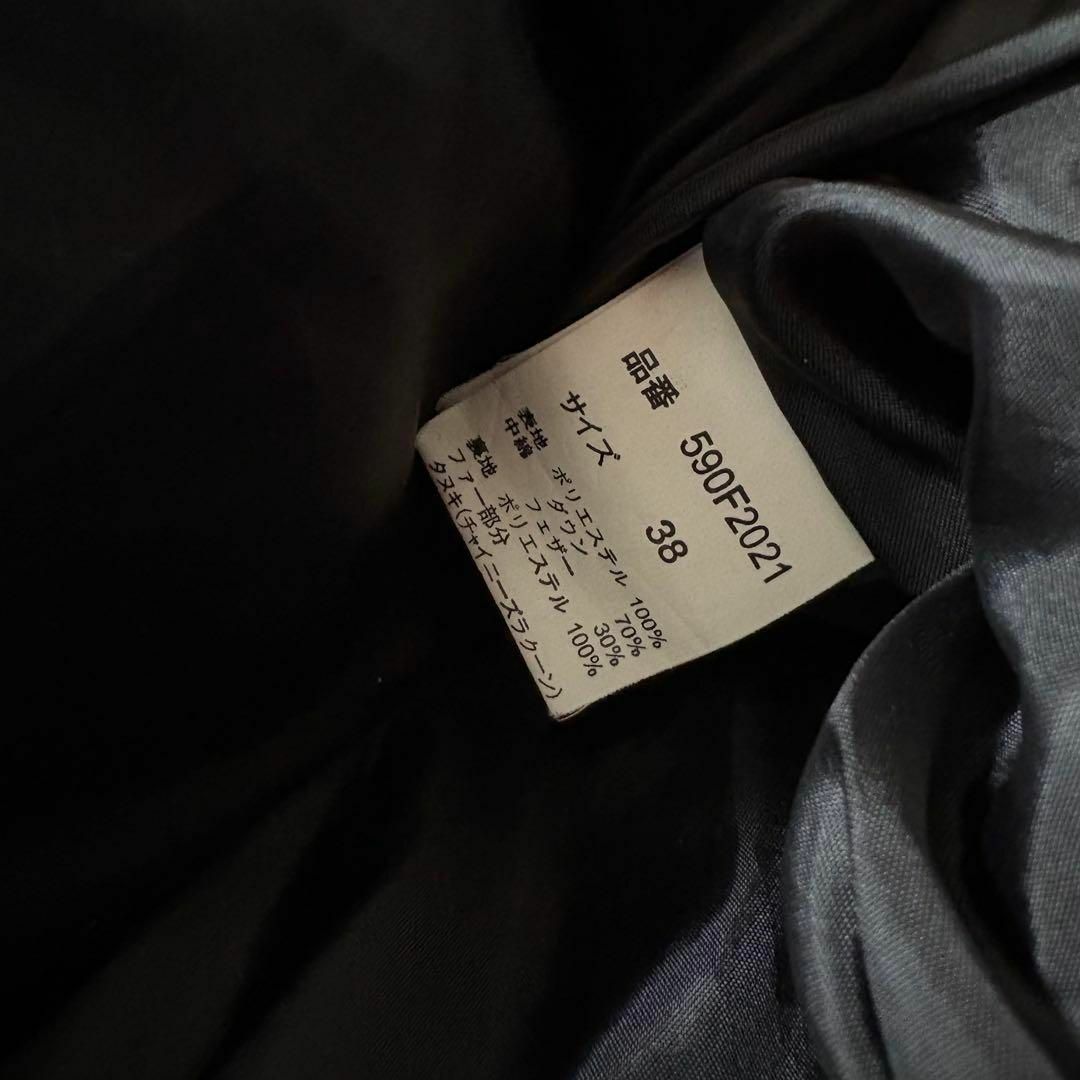 品番 590F2021
サイズ 38
表地 ポリエステル 100%
中綿 ダウン 70%
フェザー 30%
裏地 ポリエステル 100%
ファー部分
タヌキ(チャイニーズラクーン)